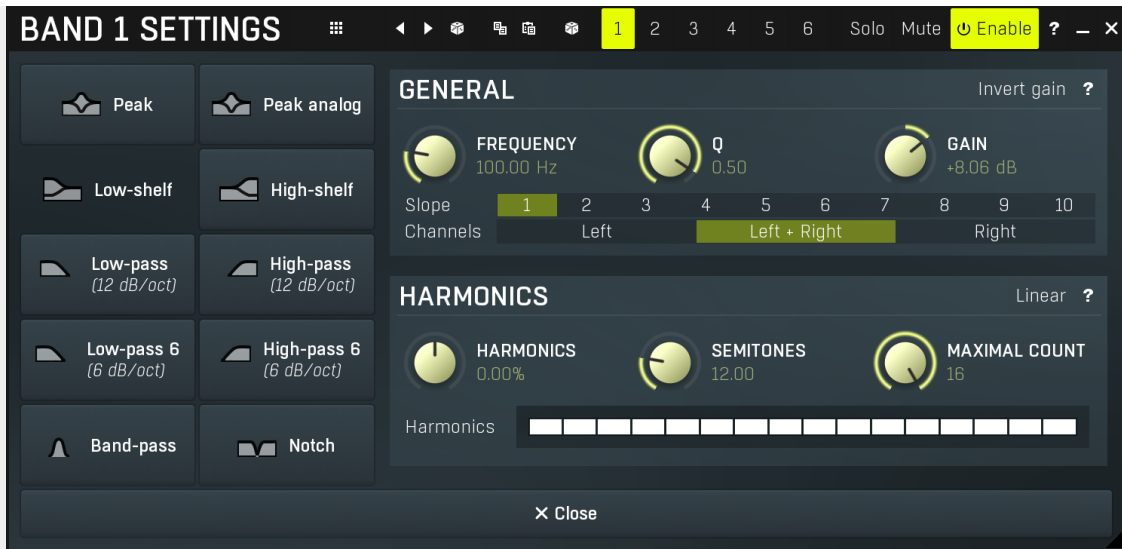 BAND 1 SETTINGS
1 2 3 4 5 6 Solo Mute Enable ? 
Peak
Peak analog
Low-shelf
High-shelf
Low-pass
(12 dB/oct)
High-pass
(12 dB/oct)
Low-pass 6
(6 dB/oct)
High-pass 6
(6 dB/oct)
Band-pass
Notch
GENERAL
Invert gain ?
FREQUENCY
100.00 Hz
Q
0.50
GAIN
+8.06 dB
Slope 1 2 3 4 5 6 7 8 9 10
Channels Left Left + Right Right
HARMONICS
Linear ?
HARMONICS
0.00%
SEMITONES
12.00
MAXIMAL COUNT
16
Harmonics
Close